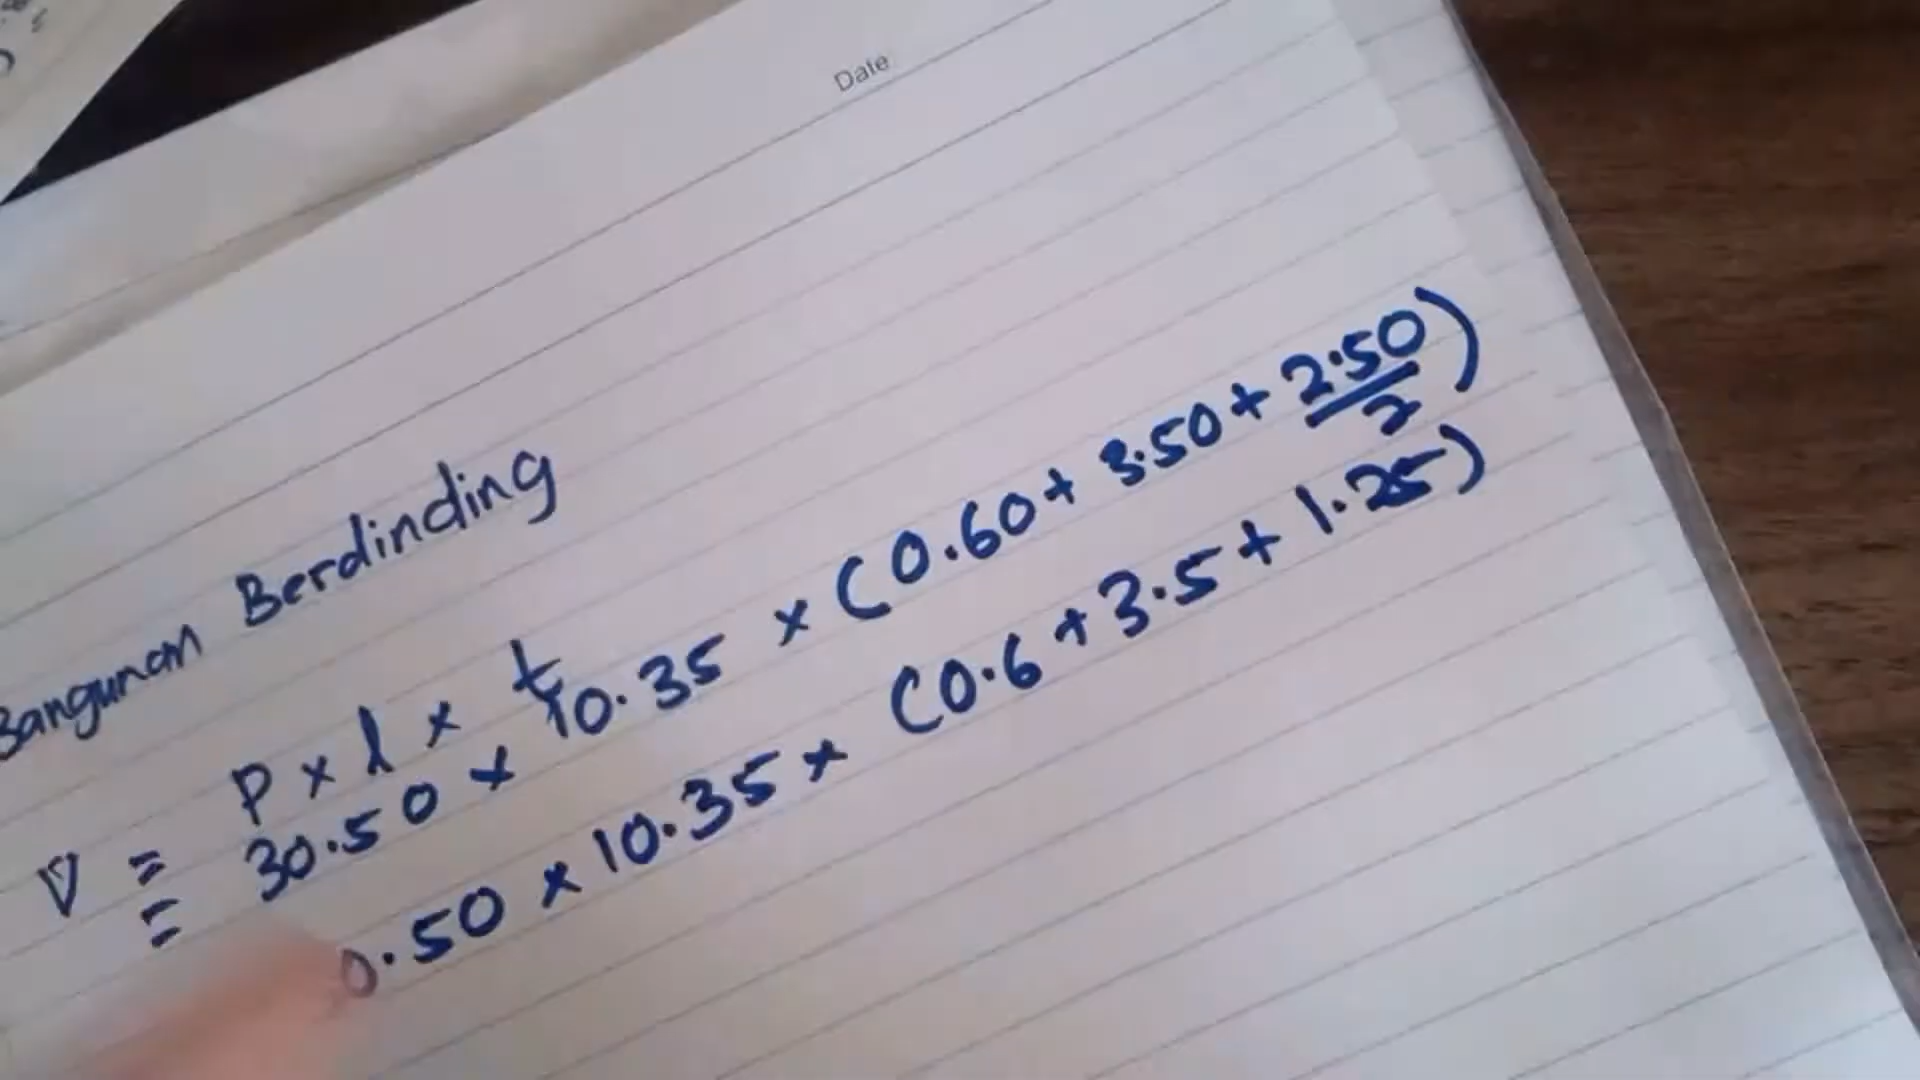 Date
Bangunan Berdinding
V = p x l x t
= 30.50 x 10.35 x (0.60 + 3.50 + 2.50/2)
0.50 x 10.35 x (0.6 + 3.5 + 1.25)